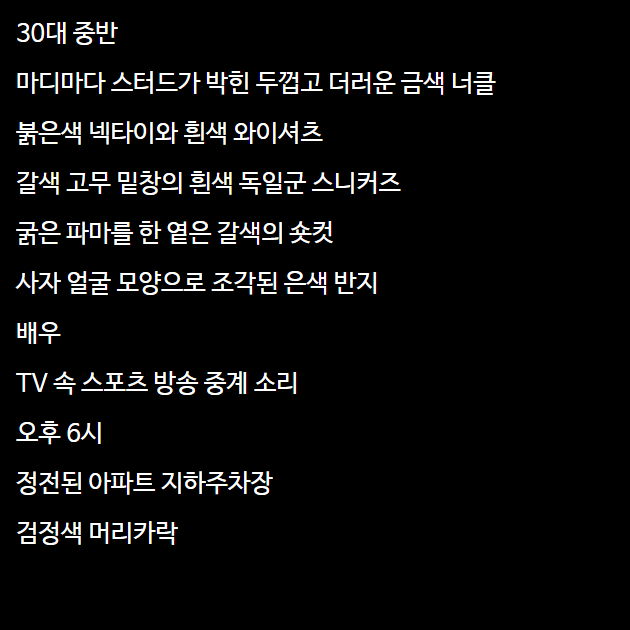 30대 중반
마디마다 스터드가 박힌 두껍고 더러운 금색 너클
붉은색 넥타이와 흰색 와이셔츠
갈색 고무 밑창의 흰색 독일군 스니커즈
굵은 파마를 한 옅은 갈색의 숏컷
사자 얼굴 모양으로 조각된 은색 반지
배우
TV 속 스포츠 방송 중계 소리
오후 6시
정전된 아파트 지하주차장
검정색 머리카락